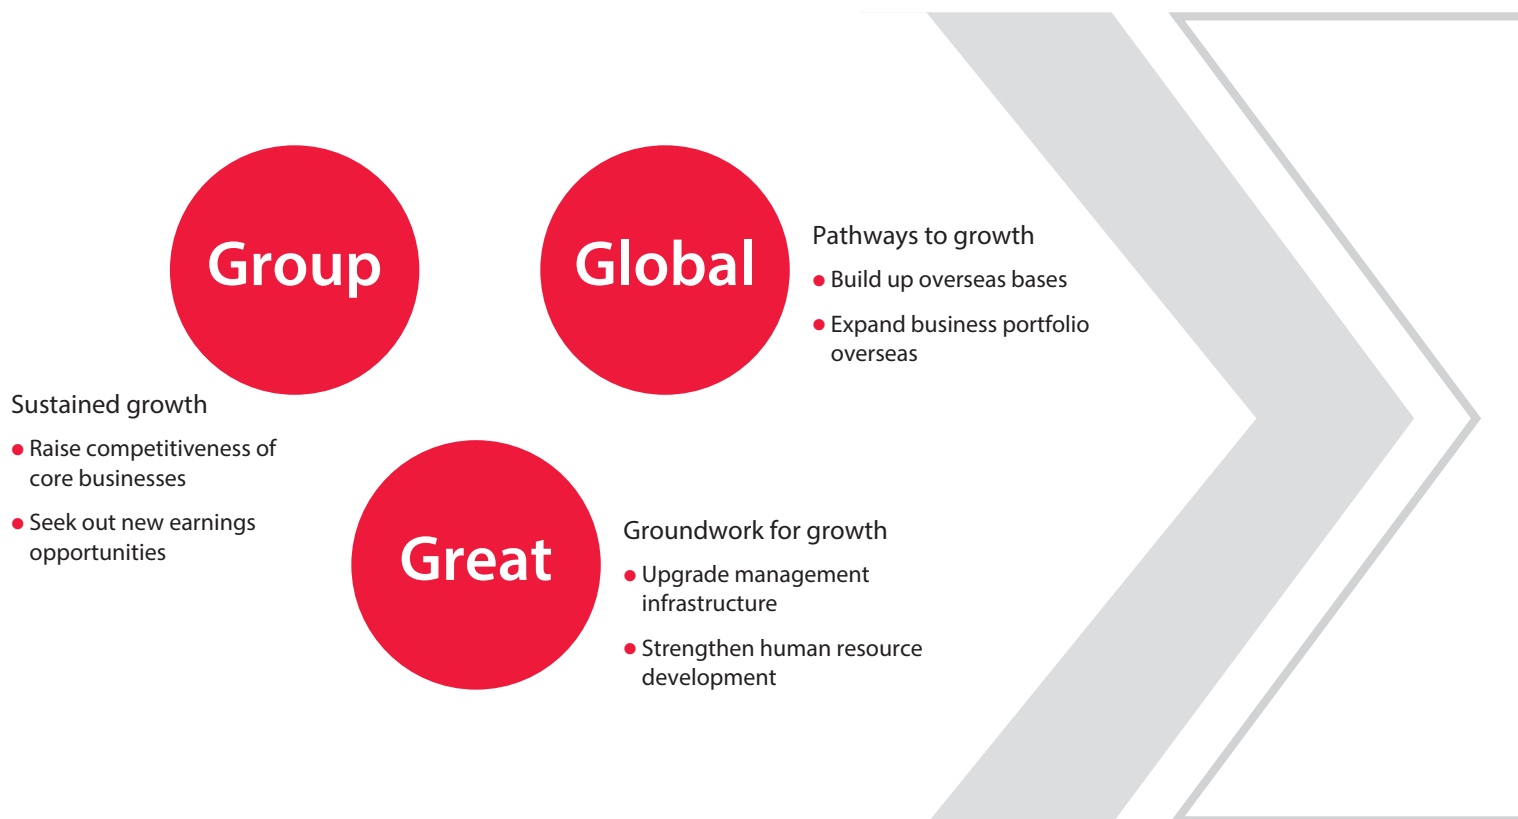 Group
Sustained growth
Raise competitiveness of
core businesses
Seek out new earnings
opportunities
Global
Pathways to growth
Build up overseas bases
Expand business portfolio
overseas
Great
Groundwork for growth
Upgrade management
infrastructure
Strengthen human resource
development